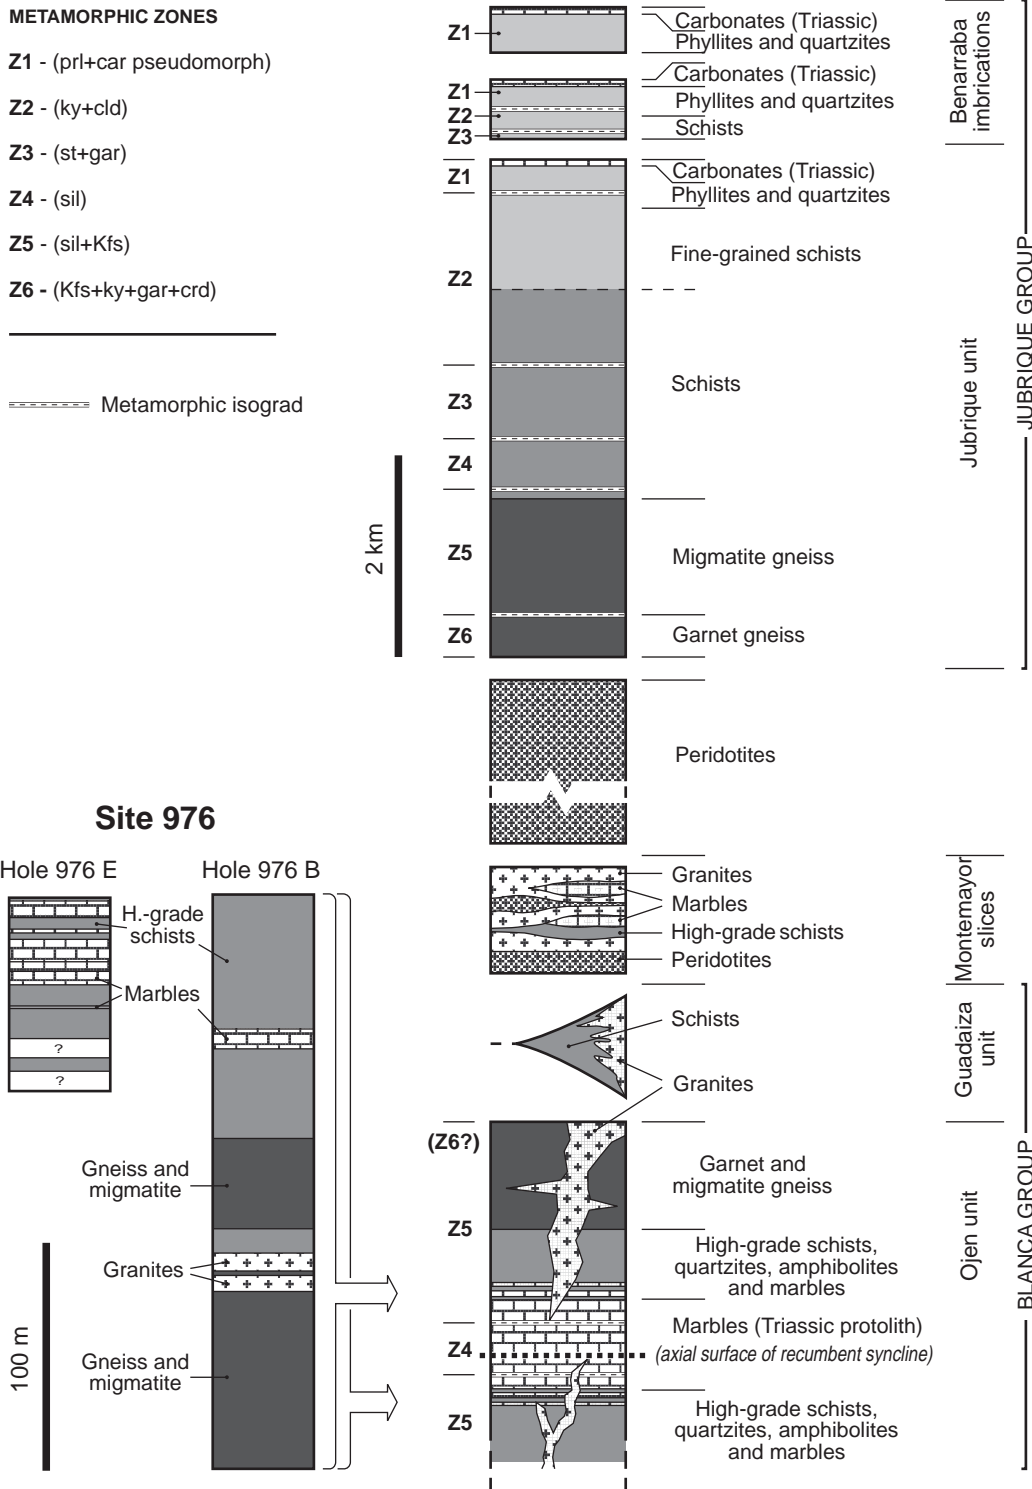 METAMORPHIC ZONES
Z1 - (prl+car pseudomorph)
Z2 - (ky+cld)
Z3 - (st+gar)
Z4 - (sil)
Z5 - (sil+Kfs)
Z6 - (Kfs+ky+gar+crd)
Metamorphic isograd
2 km
Z1
Carbonates (Triassic)
Phyllites and quartzites
Z1
Z2
Z3
Carbonates (Triassic)
Phyllites and quartzites
Schists
Benarraba
imbrications
Z1
Z2
Z3
Z4
Z5
Z6
Carbonates (Triassic)
Phyllites and quartzites
Fine-grained schists
Schists
Migmatite gneiss
Garnet gneiss
Jubrique unit
JUBRIQUE GROUP
Peridotites
Granites
Marbles
High-grade schists
Peridotites
Montemayor
slices
Schists
Granites
Guadaiza
unit
(Z6?)
Z5
Z4
Z5
Garnet and
migmatite gneiss
High-grade schists,
quartzites, amphibolites
and marbles
Marbles (Triassic protolith)
(axial surface of recumbent syncline)
High-grade schists,
quartzites, amphibolites
and marbles
Ojen unit
BLANCA GROUP
Site 976
Hole 976 E
Hole 976 B
H.-grade
schists
Marbles
?
?
Gneiss and
migmatite
Granites
Gneiss and
migmatite
100 m